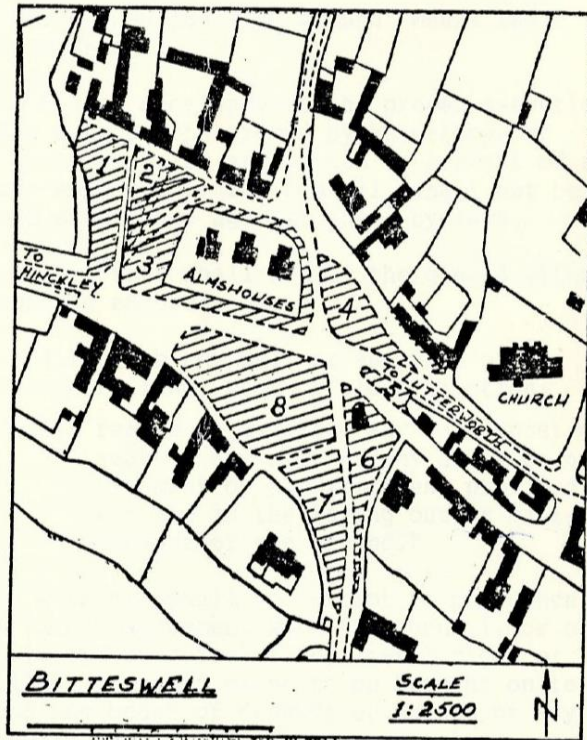 1
2
3
TO
HINCKLEY
ALMSHOUSES
4
TO LUTTERWORTH
5
CHURCH
8
6
7
BITTESWELL
SCALE
1:2500
N